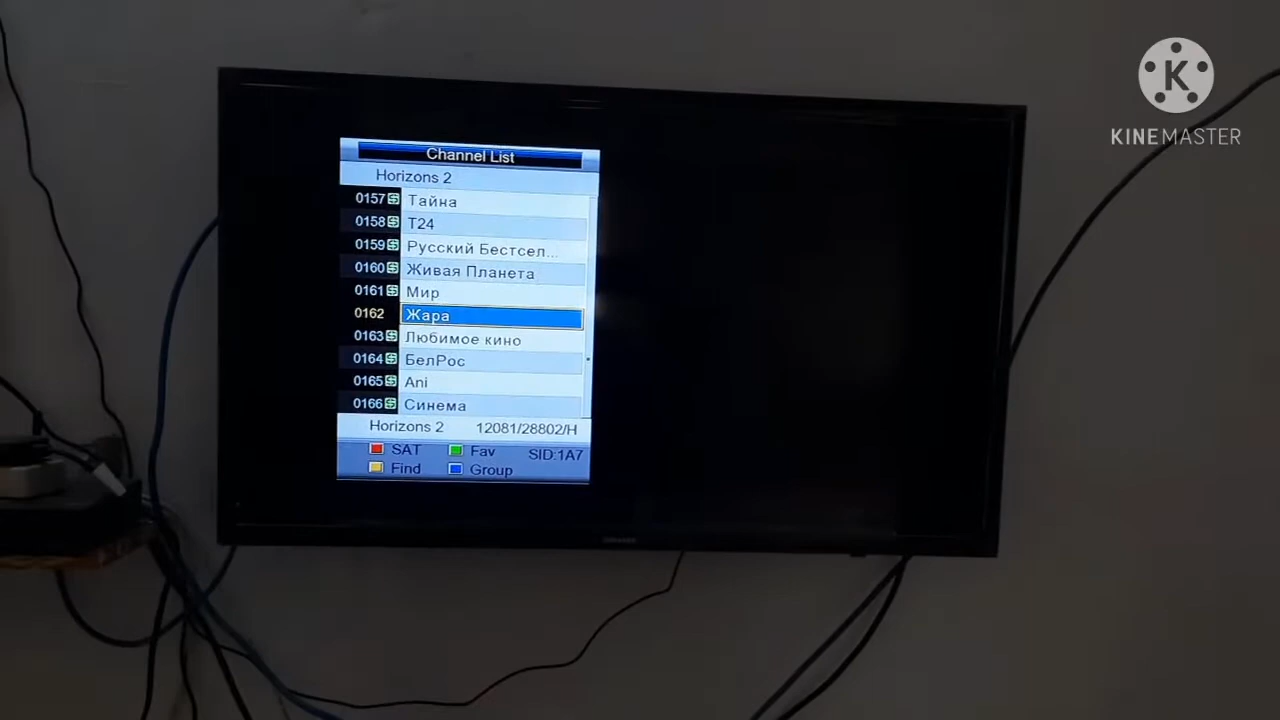 KINEMASTER
Channel List
Horizons 2
0157 Тайна
0158 T24
0159 Русский Бестсел...
0160 Живая Планета
0161 Мир
0162 Жара
0163 Любимое кино
0164 БелРос
0165 Ani
0166 Синема
Horizons 2 12081/28802/H
SAT Fav SID:1A7
Find Group